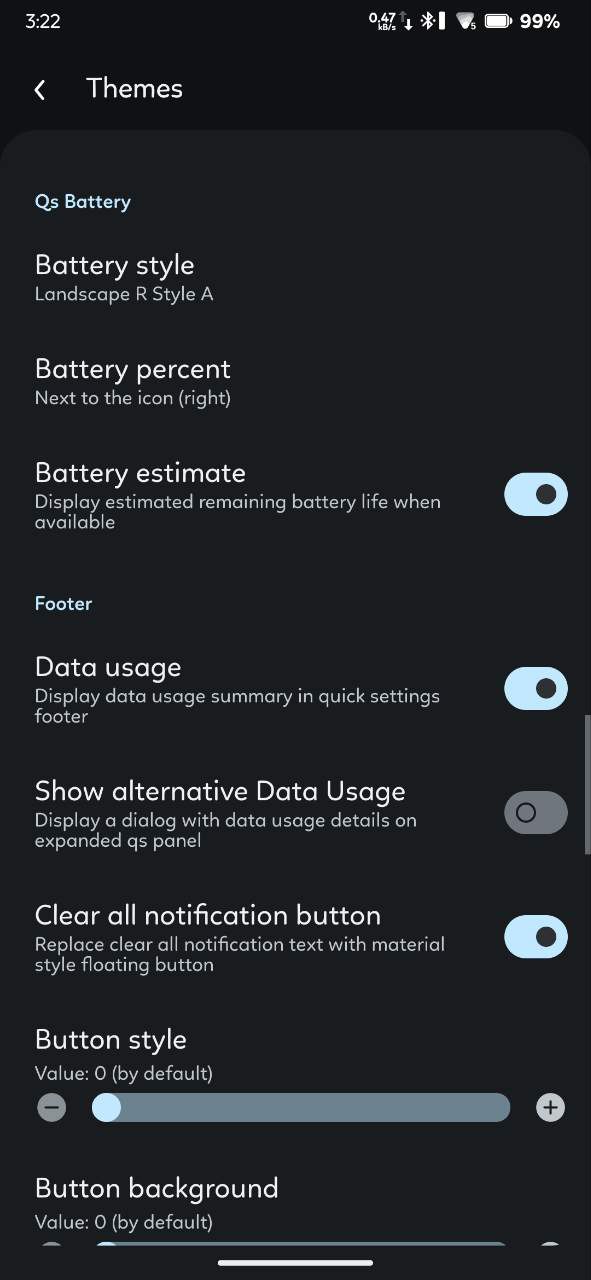 3:22
0.47
kB/s
5
99%
Themes
Qs Battery
Battery style
Landscape R Style A
Battery percent
Next to the icon (right)
Battery estimate
Display estimated remaining battery life when
available
Footer
Data usage
Display data usage summary in quick settings
footer
Show alternative Data Usage
Display a dialog with data usage details on
expanded qs panel
Clear all notification button
Replace clear all notification text with material
style floating button
Button style
Value: 0 (by default)
Button background
Value: 0 (by default)